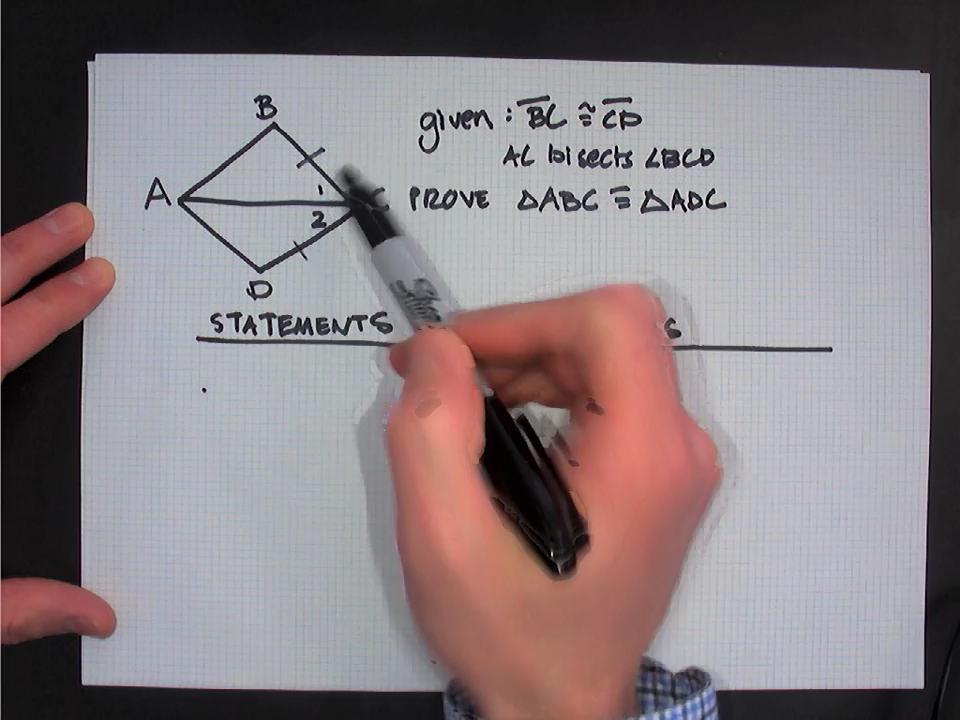 B
given : BC ≅ CD
AC bisects ∠BCD
A 1 C PROVE △ABC ≅ △ADC
2
D
STATEMENTS